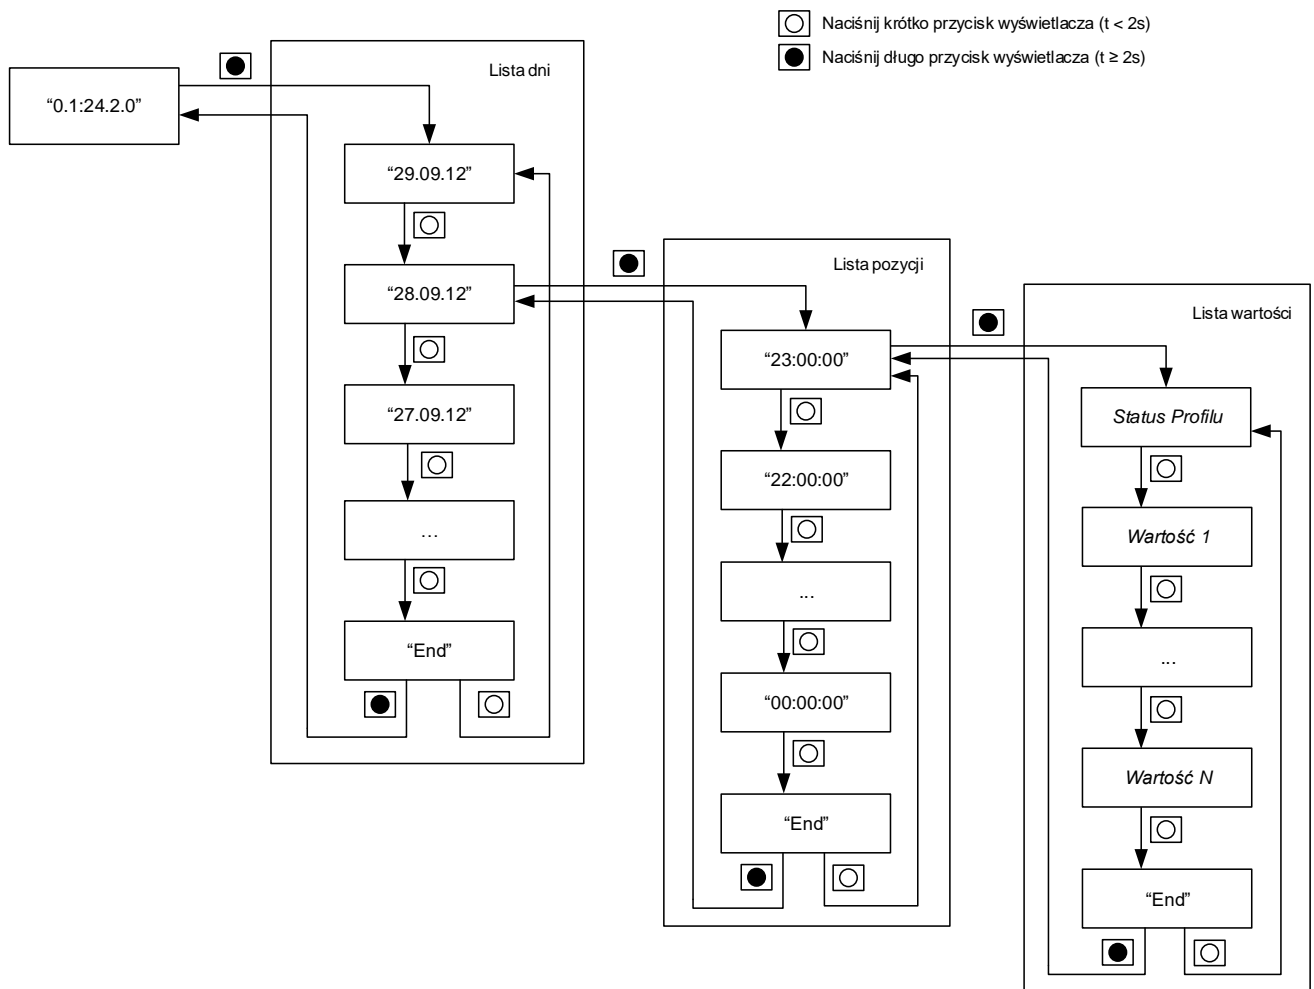 Naciśnij krótko przycisk wyświetlacza (t < 2s)
Naciśnij długo przycisk wyświetlacza (t ≥ 2s)
“0.1:24.2.0”
Lista dni
“29.09.12”
“28.09.12”
“27.09.12”
...
“End”
Lista pozycji
“23:00:00”
“22:00:00”
...
“00:00:00”
“End”
Lista wartości
Status Profilu
Wartość 1
...
Wartość N
“End”